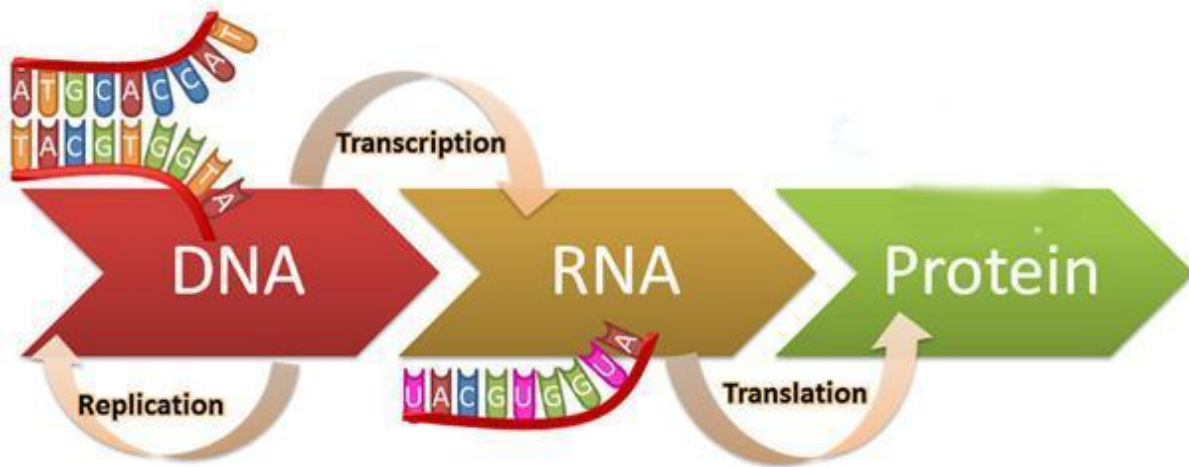 ATGCACCAT
TACGTGGTA
Transcription
DNA
RNA
Protein
Replication
UACGUGGUA
Translation